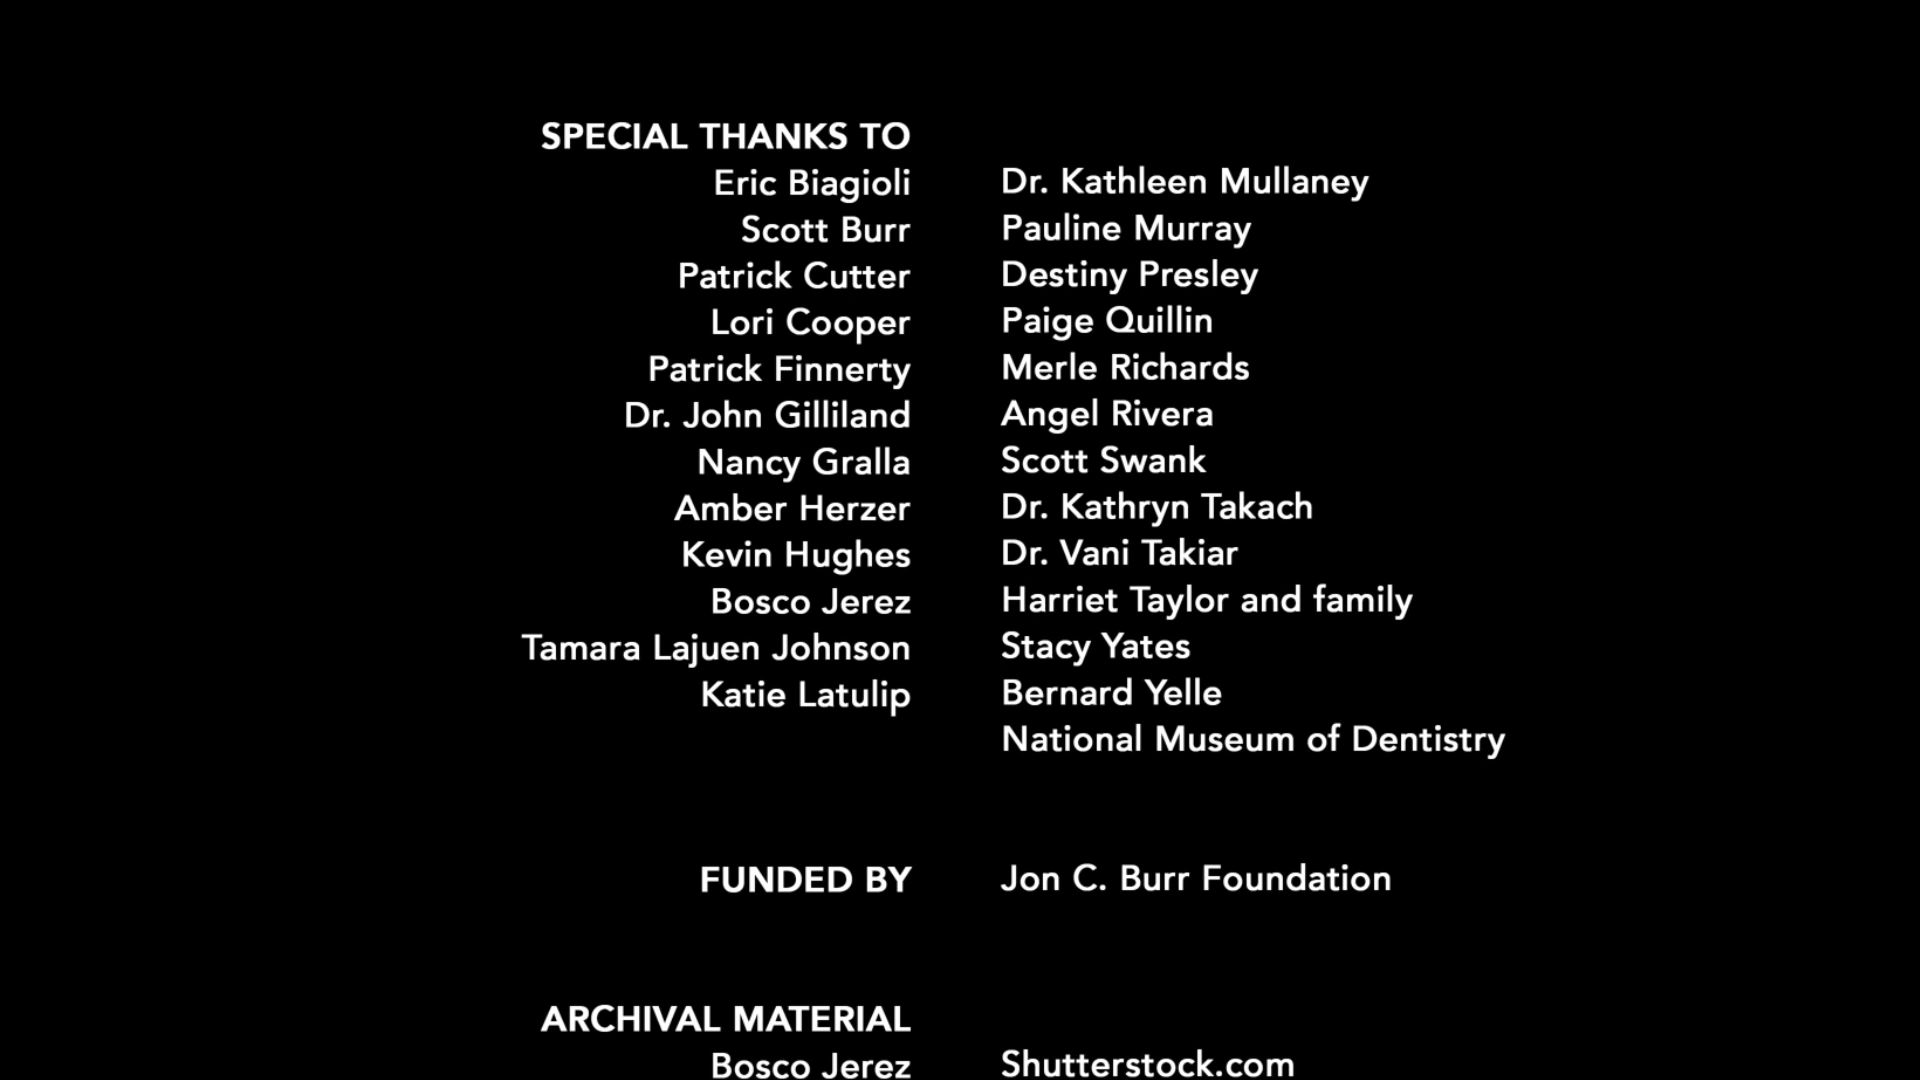 SPECIAL THANKS TO
Eric Biagioli
Scott Burr
Patrick Cutter
Lori Cooper
Patrick Finnerty
Dr. John Gilliland
Nancy Gralla
Amber Herzer
Kevin Hughes
Bosco Jerez
Tamara Lajuen Johnson
Katie Latulip
Dr. Kathleen Mullaney
Pauline Murray
Destiny Presley
Paige Quillin
Merle Richards
Angel Rivera
Scott Swank
Dr. Kathryn Takach
Dr. Vani Takiar
Harriet Taylor and family
Stacy Yates
Bernard Yelle
National Museum of Dentistry
FUNDED BY
Jon C. Burr Foundation
ARCHIVAL MATERIAL
Bosco Jerez
Shutterstock.com